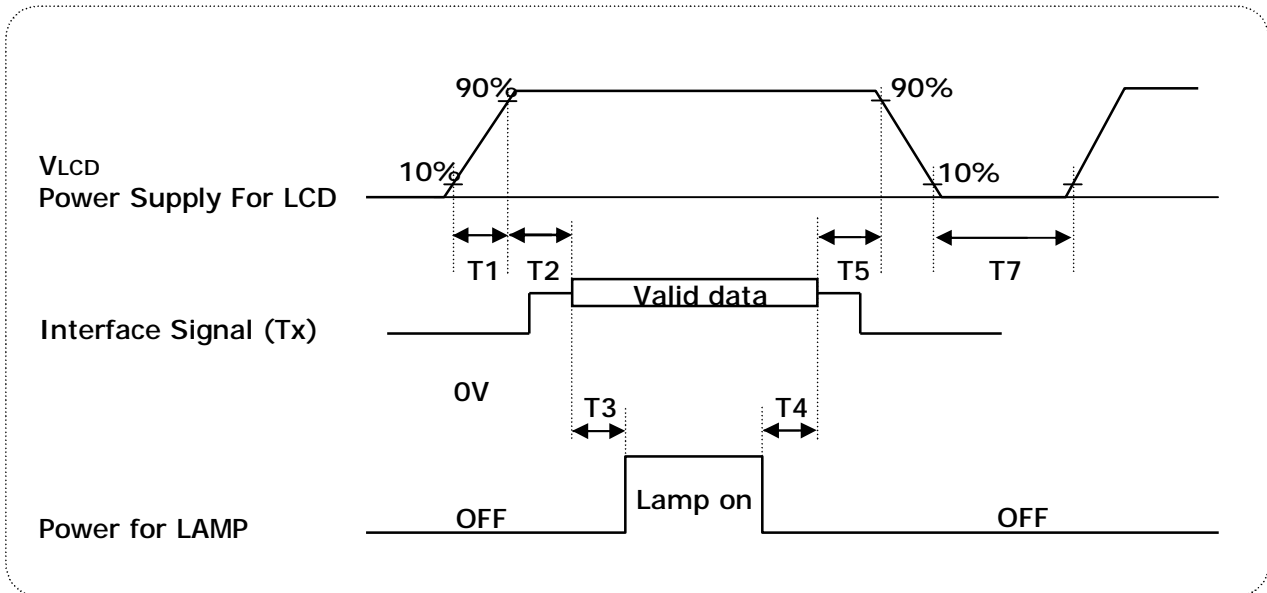 90% 90%
VLCD
10% 10%
Power Supply For LCD
T1 T2 T5 T7
Valid data
Interface Signal (Tx)
0V
T3 T4
Lamp on
Power for LAMP OFF OFF